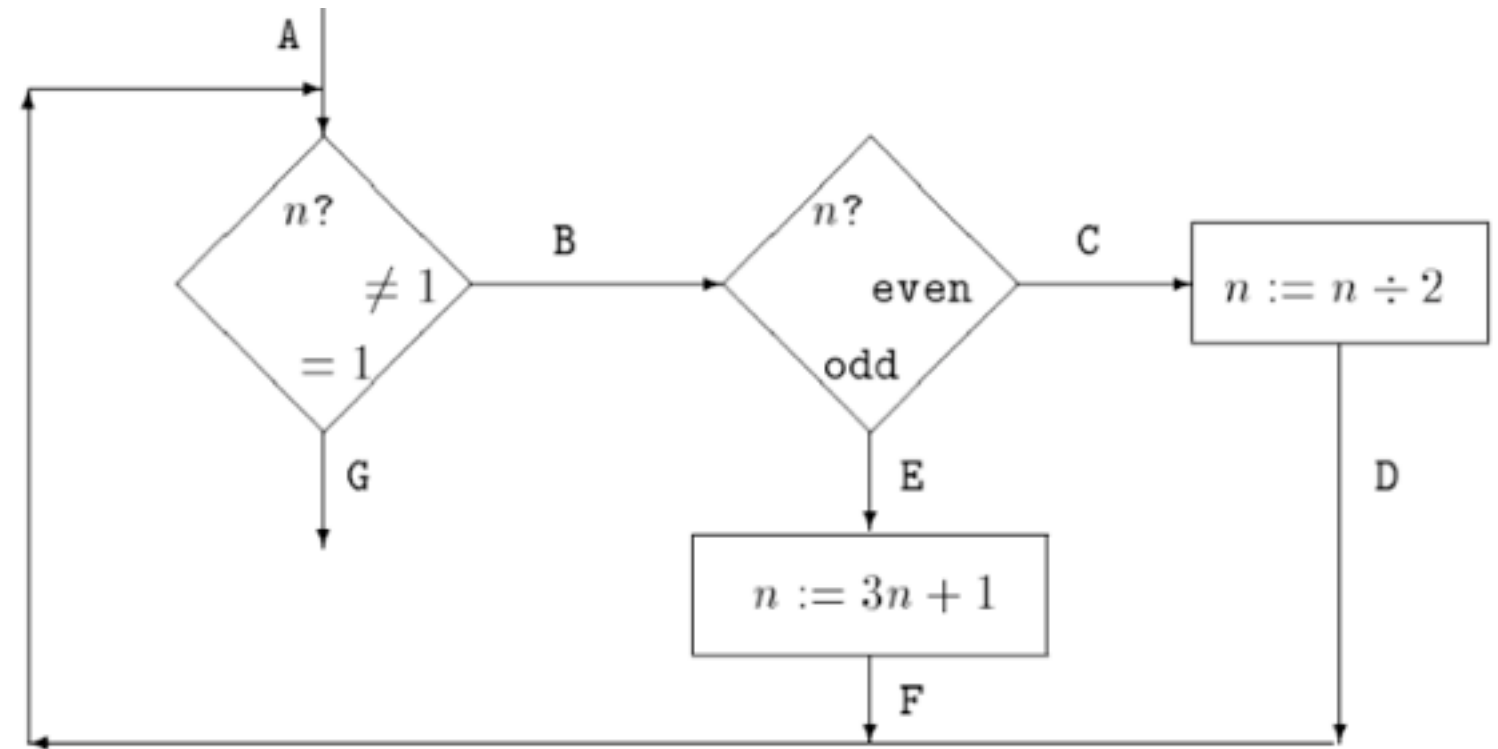 A
n?
≠ 1
= 1
B
n?
even
odd
C
n := n ÷ 2
G
E
D
n := 3n + 1
F